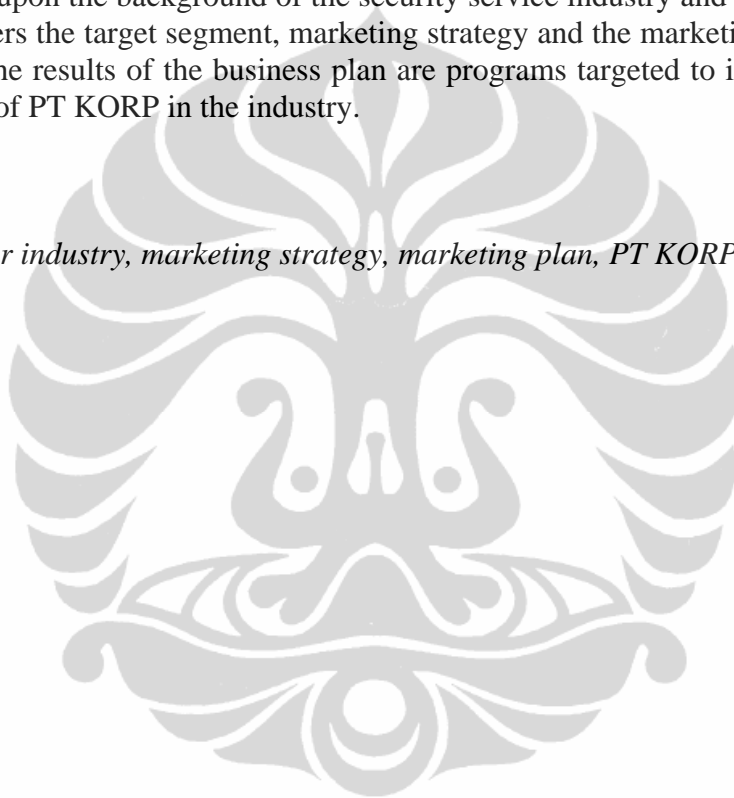 upon the background of the security service industry and
ers the target segment, marketing strategy and the marketi
he results of the business plan are programs targeted to i
of PT KORP in the industry.
r industry, marketing strategy, marketing plan, PT KORP